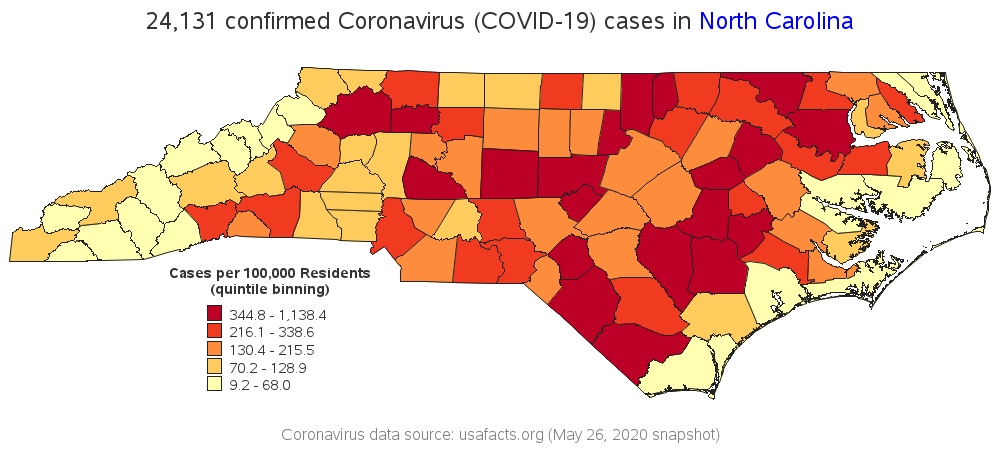 24,131 confirmed Coronavirus (COVID-19) cases in North Carolina
Cases per 100,000 Residents
(quintile binning)
344.8 - 1,138.4
216.1 - 338.6
130.4 - 215.5
70.2 - 128.9
9.2 - 68.0
Coronavirus data source: usafacts.org (May 26, 2020 snapshot)